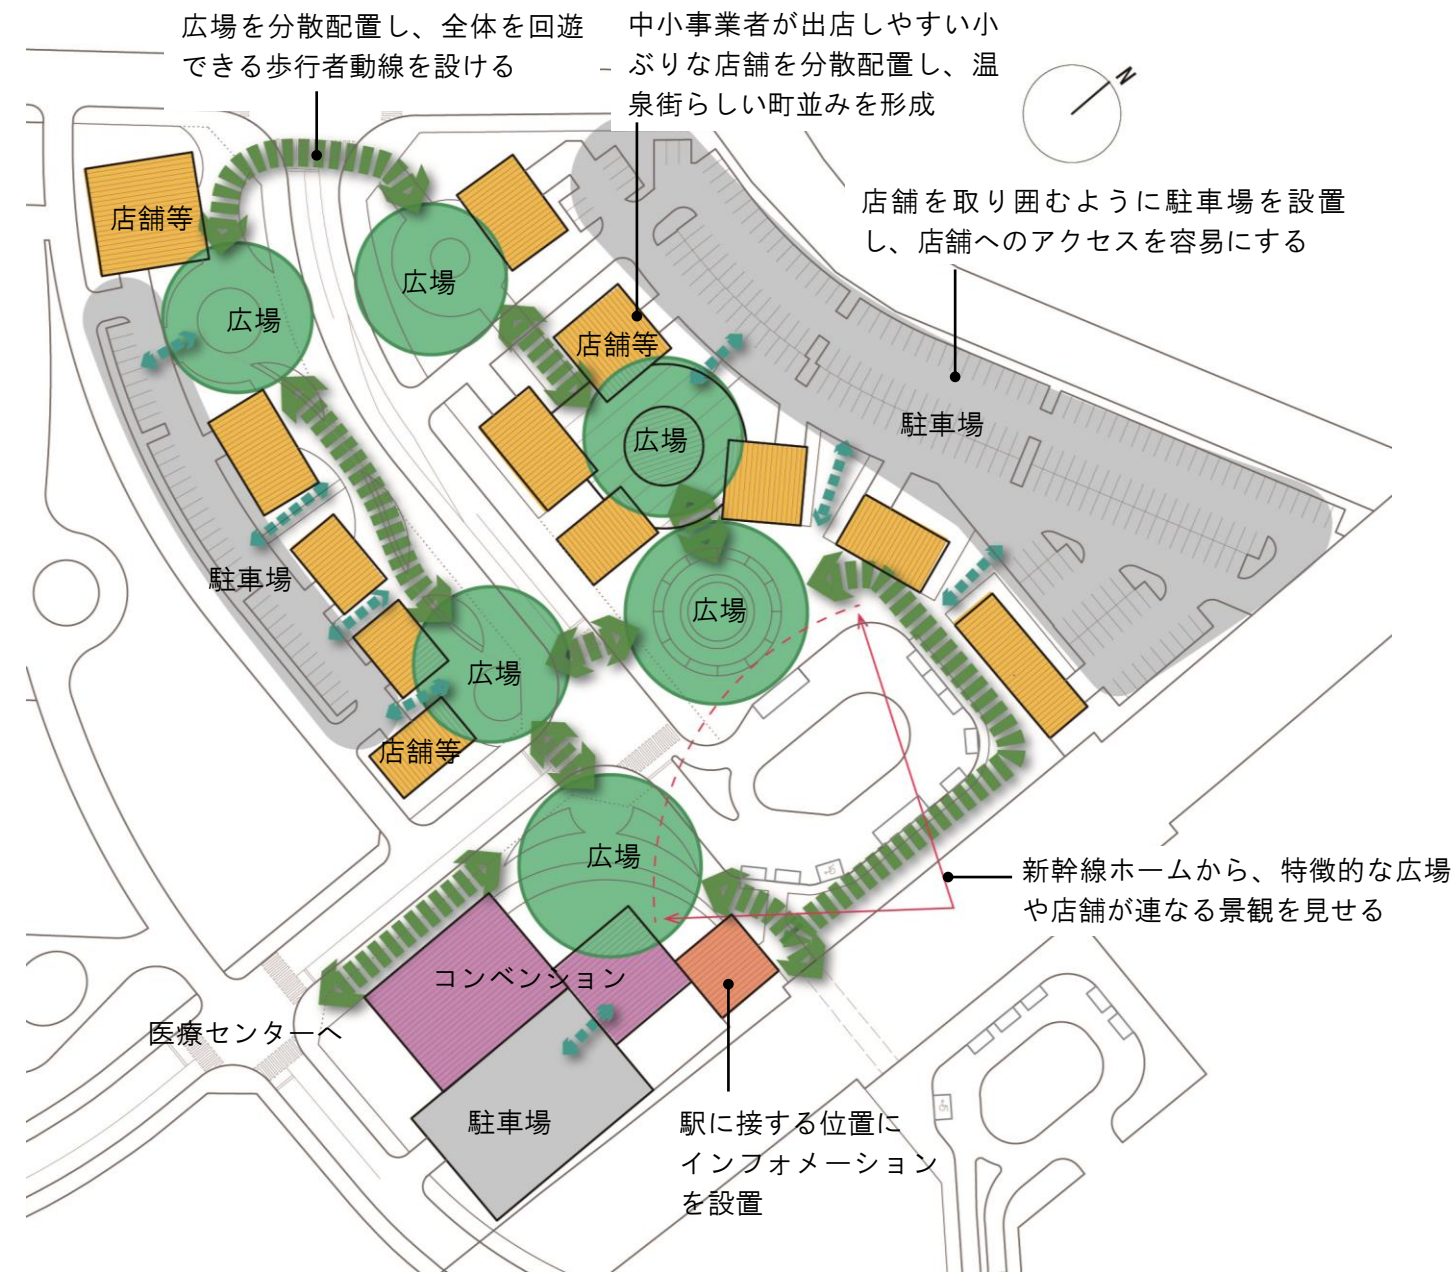 広場を分散配置し、全体を回遊
できる歩行者動線を設ける
中小事業者が出店しやすい小
ぶりな店舗を分散配置し、温
泉街らしい町並みを形成
N
店舗を取り囲むように駐車場を設置
し、店舗へのアクセスを容易にする
店舗等
広場
広場
店舗等
広場
駐車場
駐車場
広場
広場
店舗等
広場
新幹線ホームから、特徴的な広場
や店舗が連なる景観を見せる
コンベンション
医療センターへ
駐車場
駅に接する位置に
インフォメーション
を設置